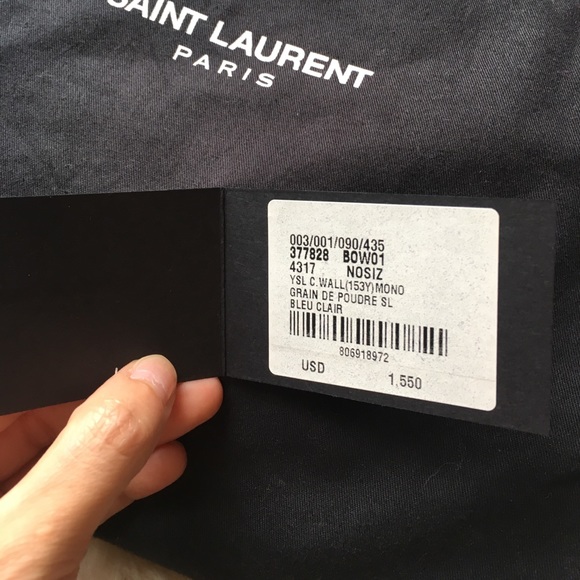 SAINT LAURENT
PARIS
003/001/090/435
377828 BOW01
4317 NOSIZ
YSL C.WALL(153Y)MONO
GRAIN DE POUDRE SL
BLEU CLAIR
806918972
USD 1,550